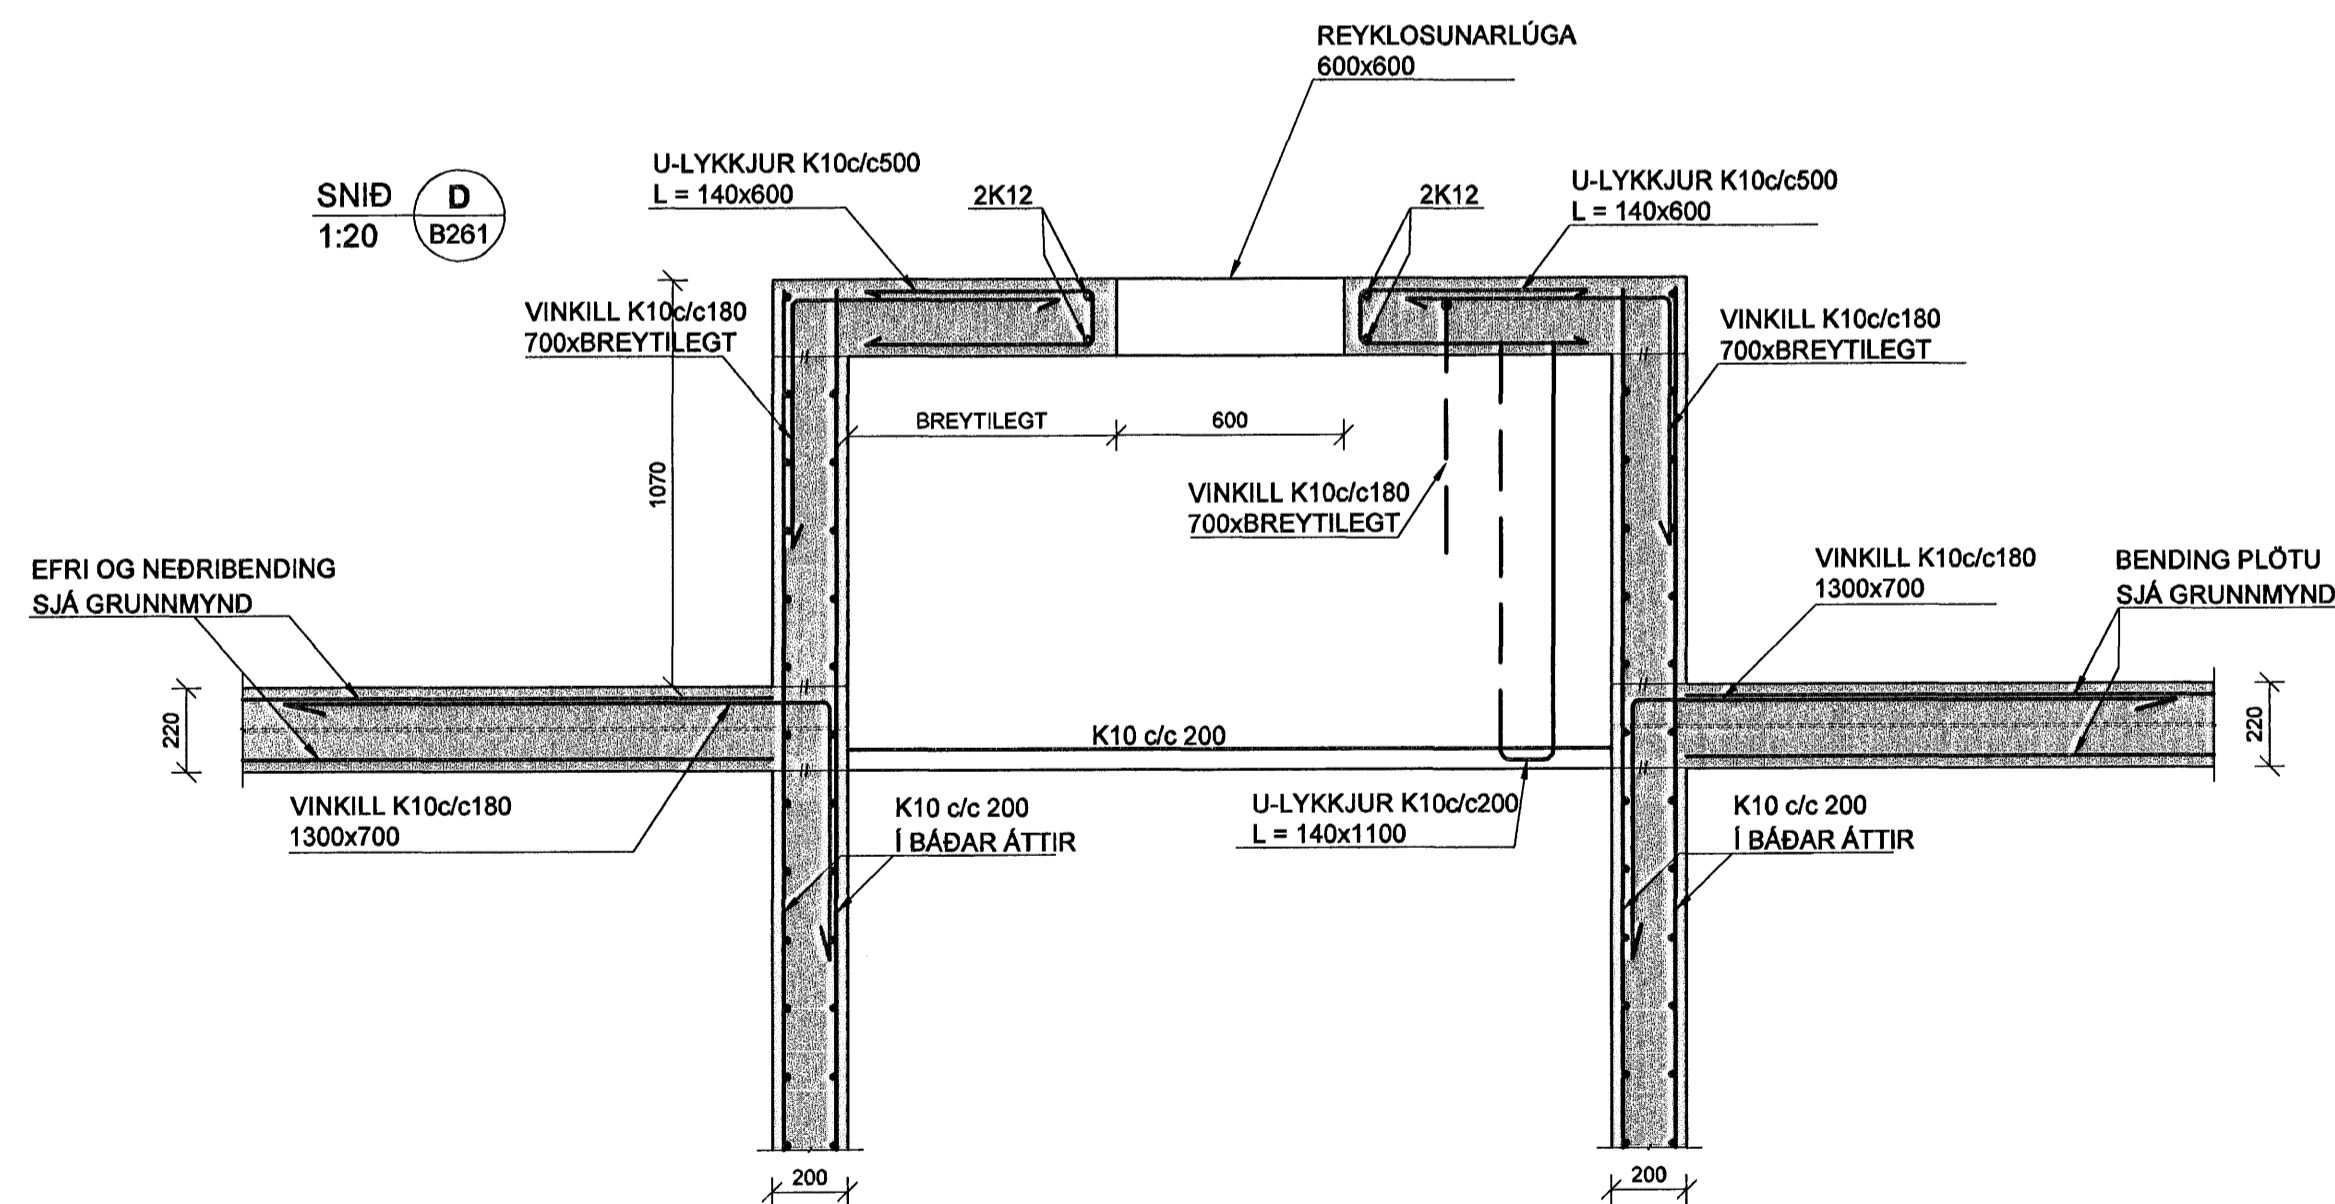 REYKLOSUNARLÚGA
600x600
SNIÐ
1:20
D
B261
U-LYKKJUR K10c/c500
L = 140x600
2K12
2K12
U-LYKKJUR K10c/c500
L = 140x600
VINKILL K10c/c180
700xBREYTILEGT
VINKILL K10c/c180
700xBREYTILEGT
BREYTILEGT
600
1070
VINKILL K10c/c180
700xBREYTILEGT
EFRI OG NEÐRIBENDING
SJÁ GRUNNMYND
VINKILL K10c/c180
1300x700
BENDING PLÖTU
SJÁ GRUNNMYND
220
K10 c/c 200
220
VINKILL K10c/c180
1300x700
K10 c/c 200
Í BÁÐAR ÁTTIR
U-LYKKJUR K10c/c200
L = 140x1100
K10 c/c 200
Í BÁÐAR ÁTTIR
200
200